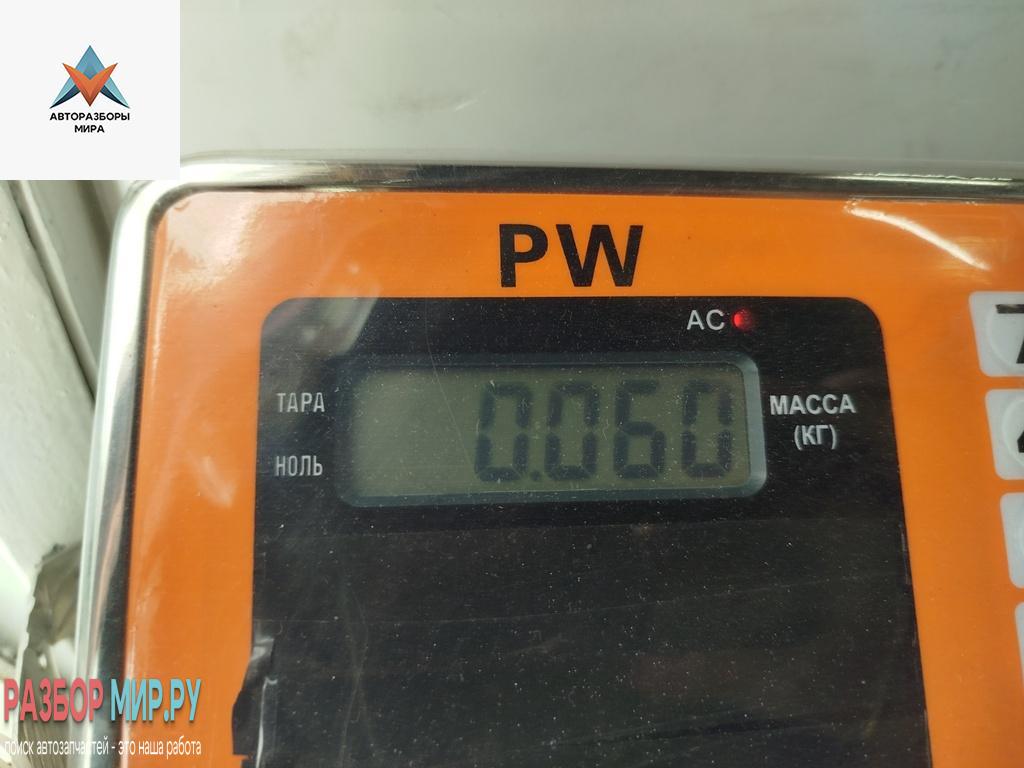 АВТОРАЗБОРЫ
МИРА
PW
AC
ТАРА
0.060
МАССА
(КГ)
НОЛЬ
РАЗБОР МИР.РУ
поиск автозапчастей - это наша работа